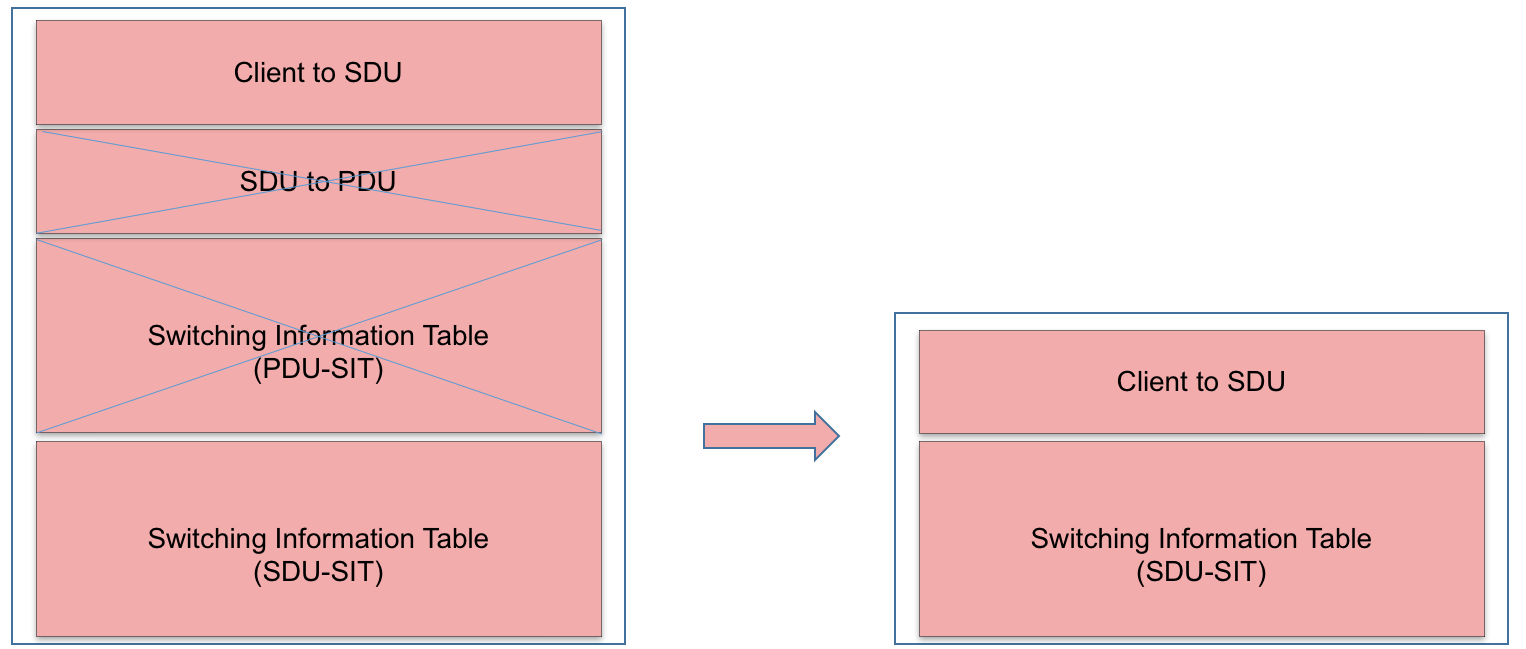 Client to SDU
SDU to PDU
Switching Information Table
(PDU-SIT)
Switching Information Table
(SDU-SIT)
Client to SDU
Switching Information Table
(SDU-SIT)